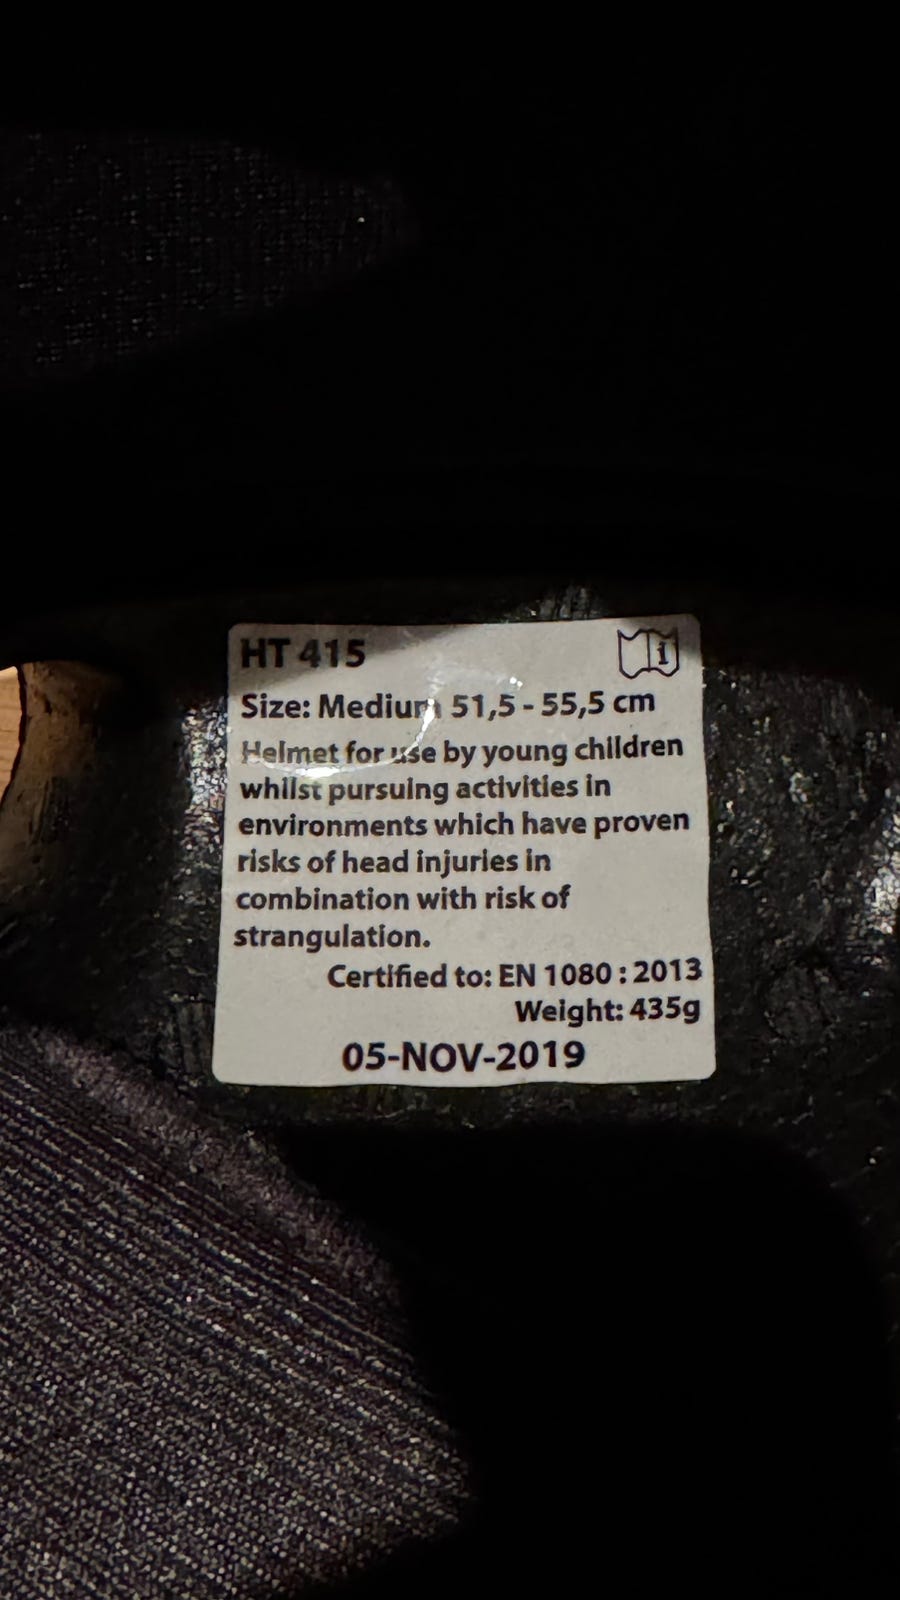 HT 415
Size: Medium 51,5 - 55,5 cm
Helmet for use by young children
whilst pursuing activities in
environments which have proven
risks of head injuries in
combination with risk of
strangulation.
Certified to: EN 1080 : 2013
Weight: 435g
05-NOV-2019